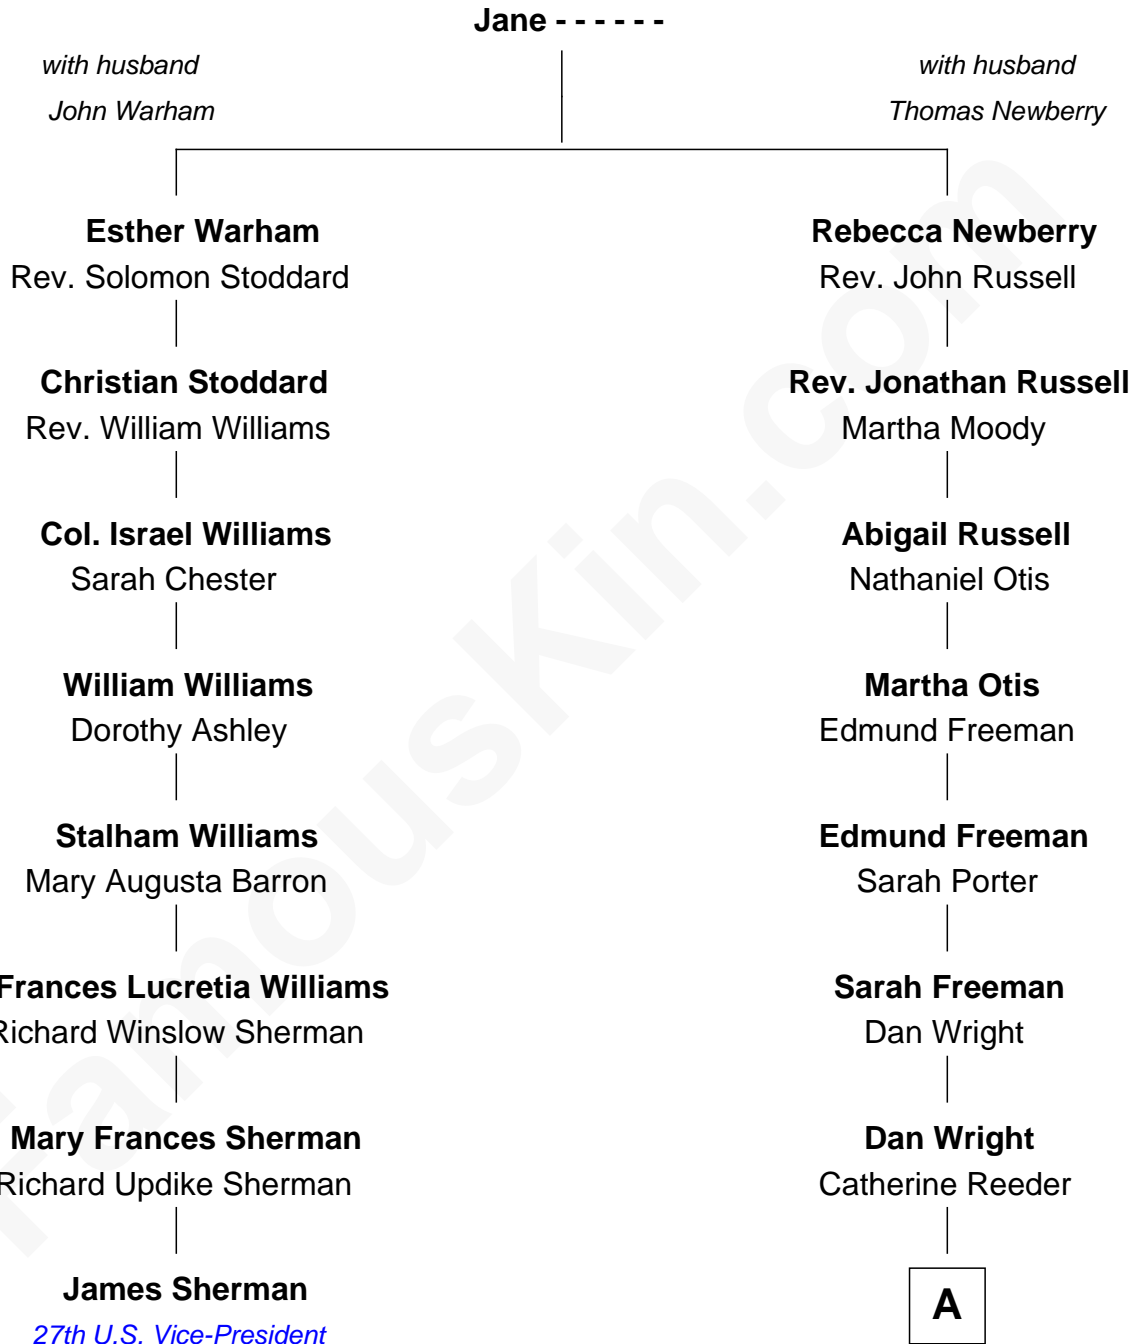 Jane - - - - - -
with husband
John Warham
with husband
Thomas Newberry
Esther Warham
Rev. Solomon Stoddard
Rebecca Newberry
Rev. John Russell
Christian Stoddard
Rev. William Williams
Rev. Jonathan Russell
Martha Moody
Col. Israel Williams
Sarah Chester
Abigail Russell
Nathaniel Otis
William Williams
Dorothy Ashley
Martha Otis
Edmund Freeman
Stalham Williams
Mary Augusta Barron
Edmund Freeman
Sarah Porter
Frances Lucretia Williams
Richard Winslow Sherman
Sarah Freeman
Dan Wright
Mary Frances Sherman
Richard Updike Sherman
Dan Wright
Catherine Reeder
James Sherman
27th U.S. Vice-President
A
FamousKin.com